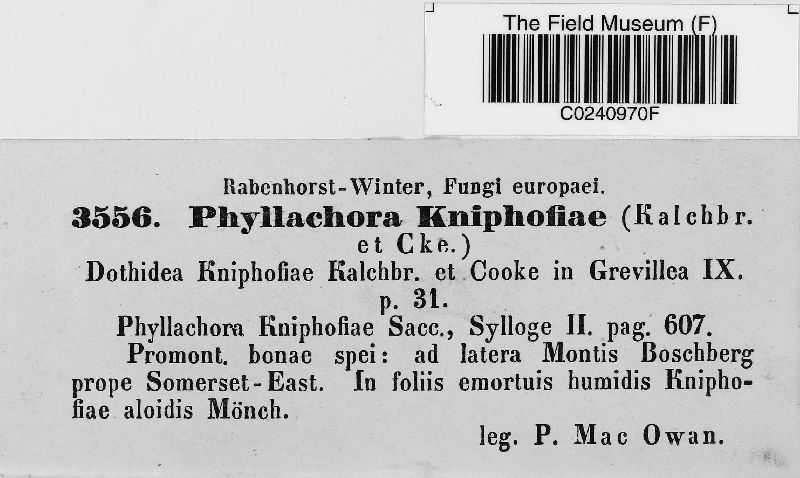 The Field Museum (F)
C0240970F
Rabenhorst-Winter, Fungi europaei.
3556. Phyllachora Kniphofiae (Kalchbr.
et Cke.)
Dothidea Kniphofiae Kalchbr. et Cooke in Grevillea IX.
p. 31.
Phyllachora Kniphofiae Sacc., Sylloge II. pag. 607.
Promont. bonae spei: ad latera Montis Boschberg
prope Somerset-East. In foliis emortuis humidis Knipho-
fiae aloidis Mönch.
leg. P. Mac Owan.